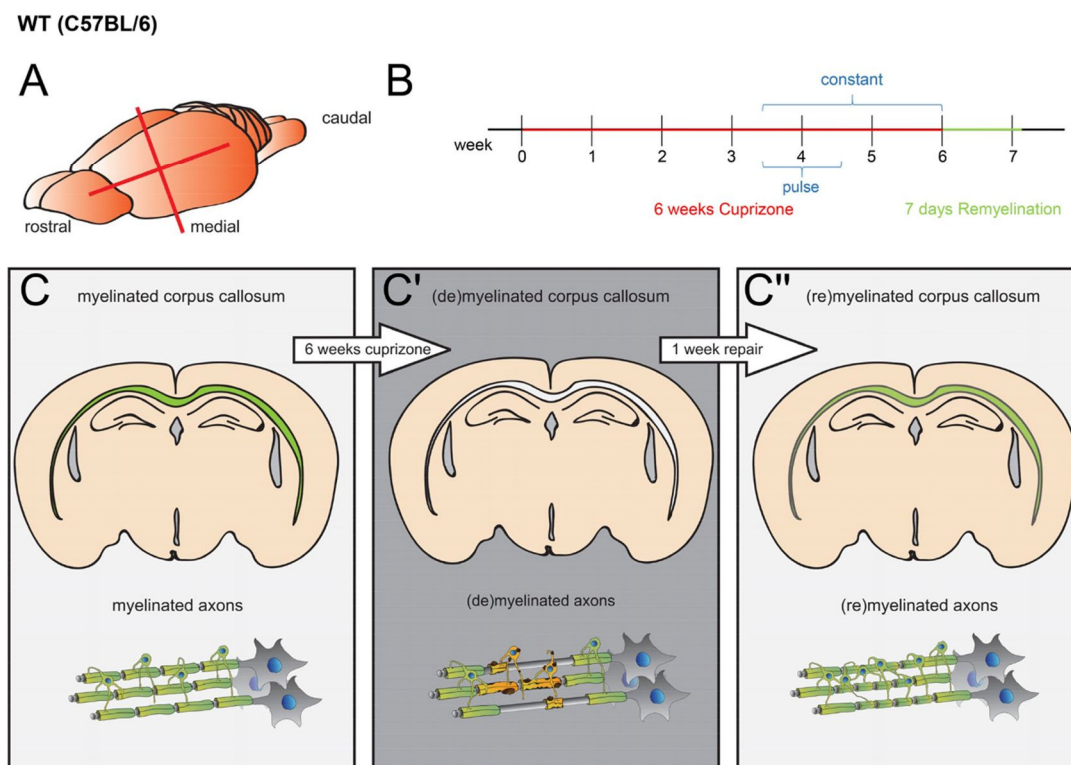 WT (C57BL/6)
A
caudal
rostral
medial
B
constant
week
0 1 2 3 4 5 6 7
pulse
6 weeks Cuprizone
7 days Remyelination
C
myelinated corpus callosum
6 weeks cuprizone
myelinated axons
C'
(de)myelinated corpus callosum
1 week repair
(de)myelinated axons
C"
(re)myelinated corpus callosum
(re)myelinated axons